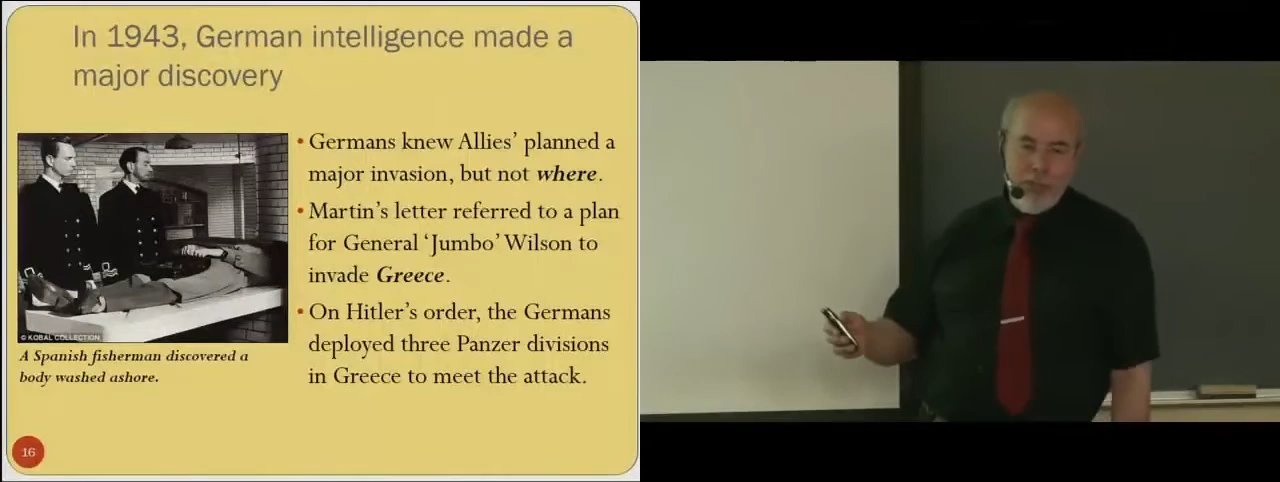 In 1943, German intelligence made a
major discovery
• Germans knew Allies’ planned a
major invasion, but not where.
• Martin’s letter referred to a plan
for General ‘Jumbo’ Wilson to
invade Greece.
• On Hitler’s order, the Germans
deployed three Panzer divisions
in Greece to meet the attack.
© KOBAL COLLECTION
A Spanish fisherman discovered a
body washed ashore.
16